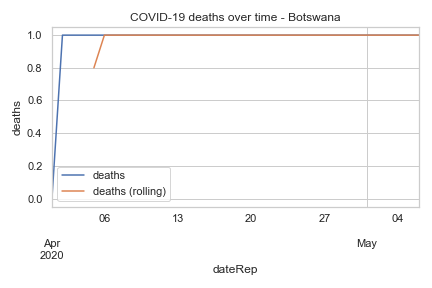 COVID-19 deaths over time - Botswana
deaths
1.0
0.8
0.6
0.4
0.2
0.0
deaths
deaths (rolling)
06
13
20
27
04
Apr
2020
May
dateRep